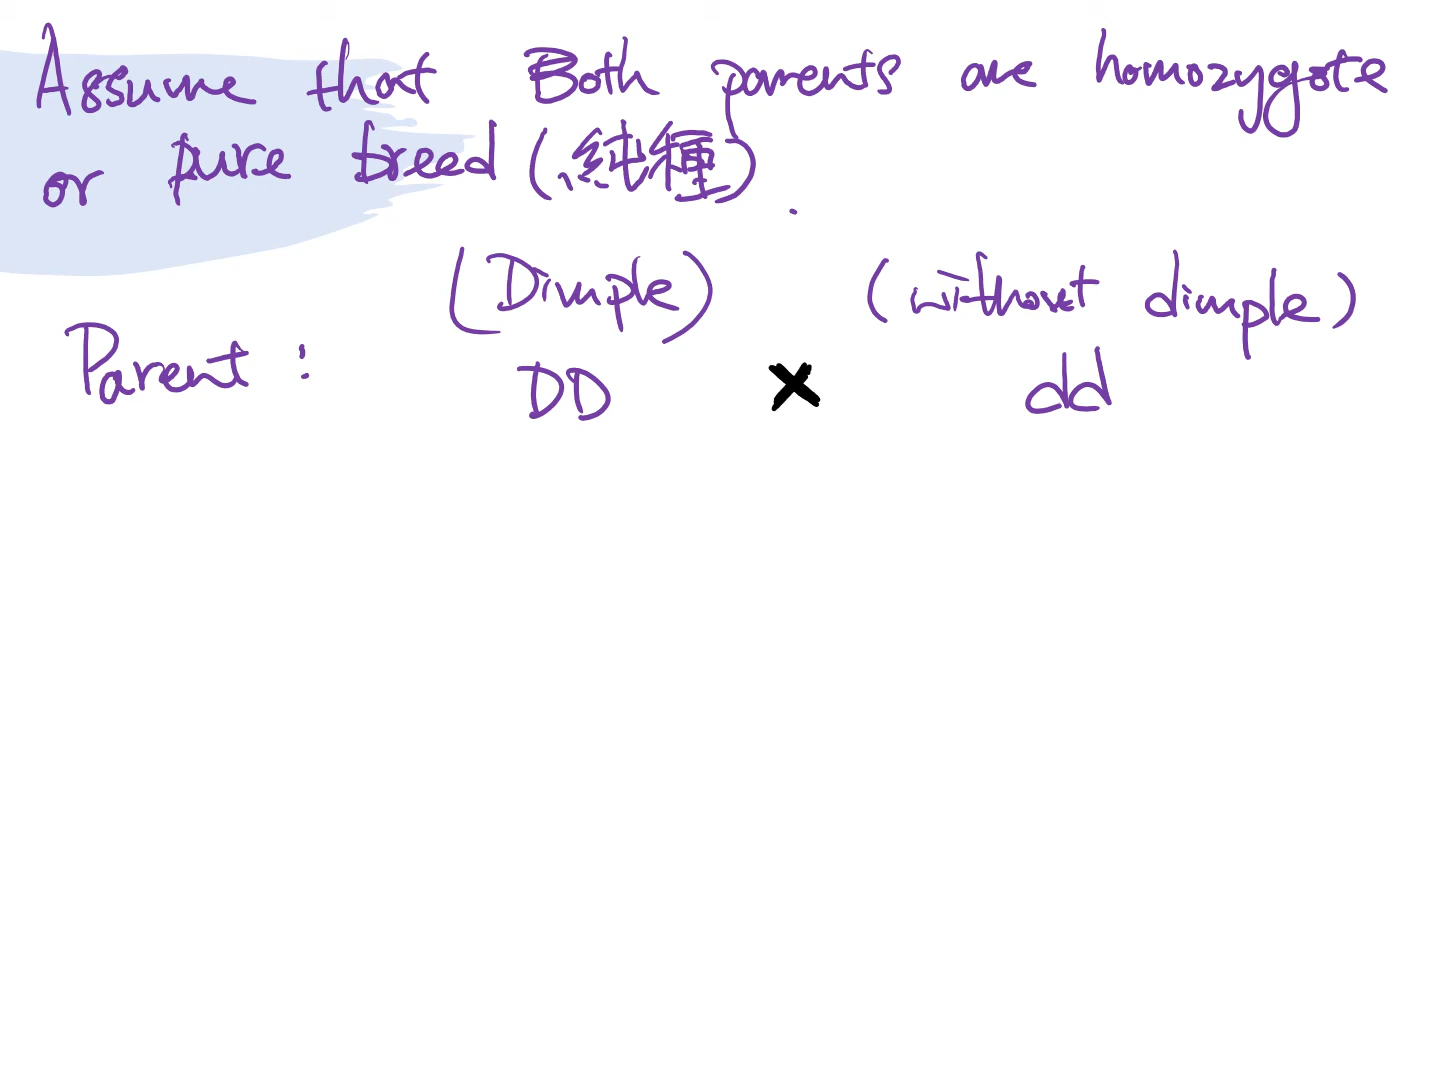 Assume that Both parents are homozygote
or pure breed (純種).
(Dimple) (without dimple)
Parent : DD × dd